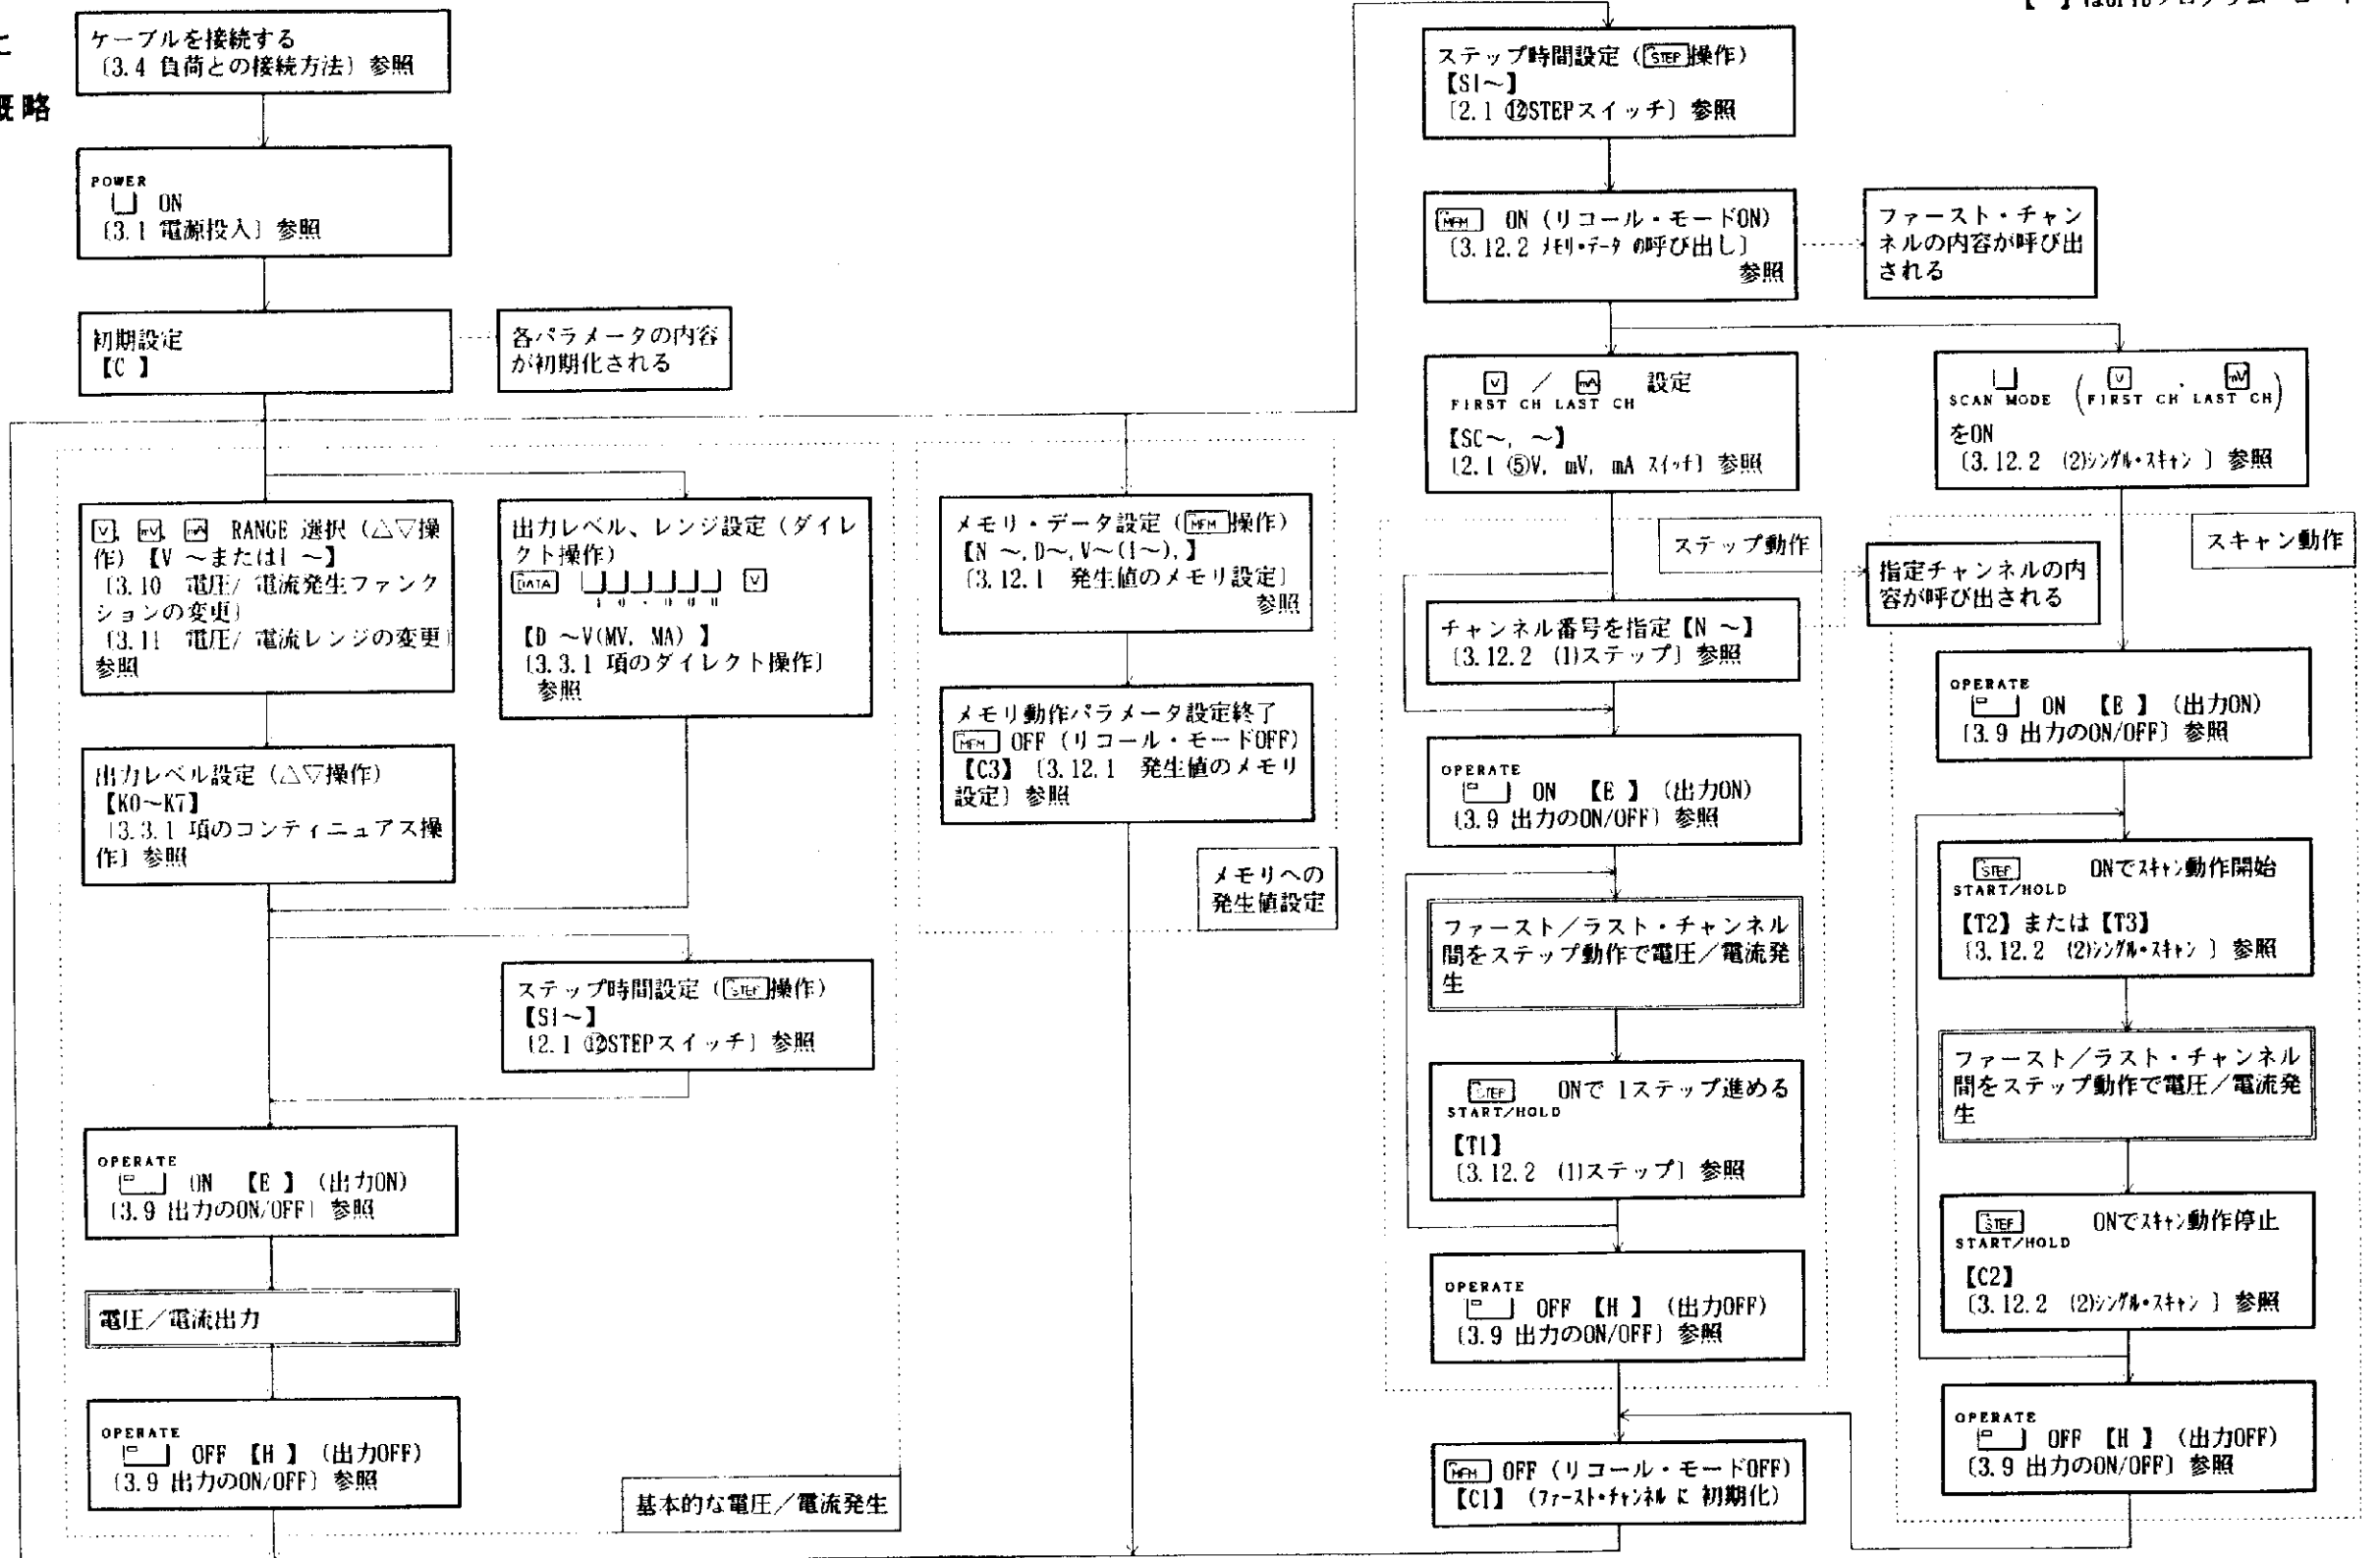 概略
ケーブルを接続する
〔3.4 負荷との接続方法〕参照
POWER
ON
〔3.1 電源投入〕参照
初期設定
【C 】
各パラメータの内容
が初期化される
V mV mA RANGE 選択（△▽操
作）【V ～またはI ～】
〔3.10 電圧/ 電流発生ファンク
ションの変更〕
〔3.11 電圧/ 電流レンジの変更〕
参照
出力レベル、レンジ設定（ダイレ
クト操作）
DATA V
1 0 . 0 0 0
【D ～V(MV, MA) 】
〔3.3.1 項のダイレクト操作〕
参照
出力レベル設定（△▽操作）
【K0～K7】
〔3.3.1 項のコンティニュアス操
作〕参照
ステップ時間設定（STEP操作）
【SI～】
〔2.1 ⑫STEPスイッチ〕参照
OPERATE
ON 【E 】（出力ON）
〔3.9 出力のON/OFF〕参照
電圧／電流出力
OPERATE
OFF 【H 】（出力OFF）
〔3.9 出力のON/OFF〕参照
基本的な電圧／電流発生
メモリ・データ設定（MEM操作）
【N ～, D～, V～(I～), 】
〔3.12.1 発生値のメモリ設定〕
参照
メモリ動作パラメータ設定終了
MEM OFF（リコール・モードOFF）
【C3】〔3.12.1 発生値のメモリ
設定〕参照
メモリへの
発生値設定
ステップ時間設定（STEP操作）
【SI～】
〔2.1 ⑫STEPスイッチ〕参照
MEM ON（リコール・モードON）
〔3.12.2 メモリ・データ の呼び出し〕
参照
ファースト・チャン
ネルの内容が呼び出
される
V ／ mA 設定
FIRST CH LAST CH
【SC～, ～】
〔2.1 ⑤V, mV, mA スイッチ〕参照
SCAN MODE （V FIRST CH . mV LAST CH）
をON
〔3.12.2 (2)シングル・スキャン 〕参照
ステップ動作
チャンネル番号を指定【N ～】
〔3.12.2 (1)ステップ〕参照
指定チャンネルの内
容が呼び出される
スキャン動作
OPERATE
ON 【E 】（出力ON）
〔3.9 出力のON/OFF〕参照
ファースト／ラスト・チャンネル
間をステップ動作で電圧／電流発
生
STEP ONで 1ステップ進める
START/HOLD
【T1】
〔3.12.2 (1)ステップ〕参照
OPERATE
OFF 【H 】（出力OFF）
〔3.9 出力のON/OFF〕参照
OPERATE
ON 【E 】（出力ON）
〔3.9 出力のON/OFF〕参照
STEP ONでスキャン動作開始
START/HOLD
【T2】または【T3】
〔3.12.2 (2)シングル・スキャン 〕参照
ファースト／ラスト・チャンネル
間をステップ動作で電圧／電流発
生
STEP ONでスキャン動作停止
START/HOLD
【C2】
〔3.12.2 (2)シングル・スキャン 〕参照
OPERATE
OFF 【H 】（出力OFF）
〔3.9 出力のON/OFF〕参照
MEM OFF（リコール・モードOFF）
【C1】（ファースト・チャンネル に 初期化）